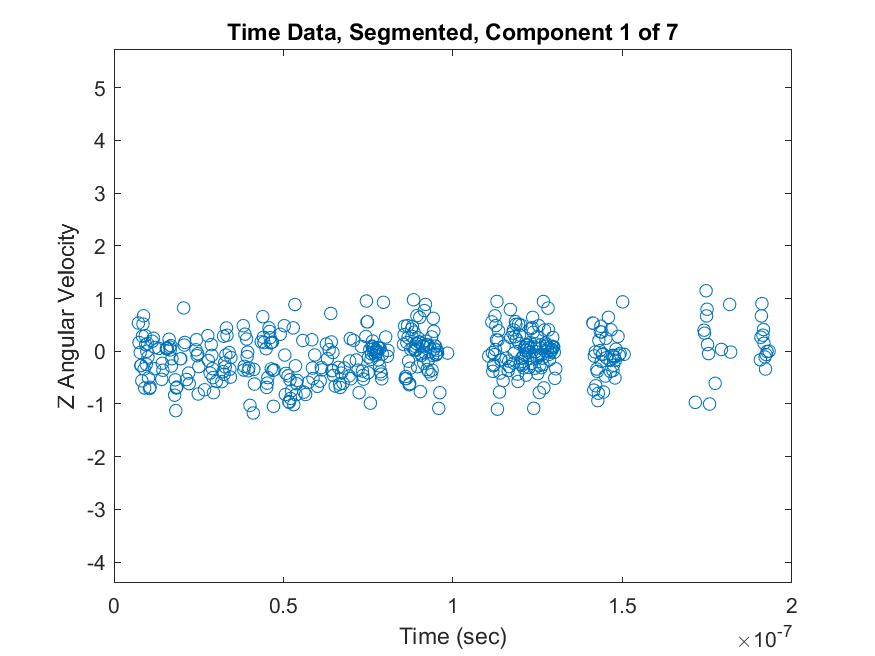 Time Data, Segmented, Component 1 of 7
5
4
3
2
1
0
-1
-2
-3
-4
Z Angular Velocity
0 0.5 1 1.5 2
Time (sec)
×10-7